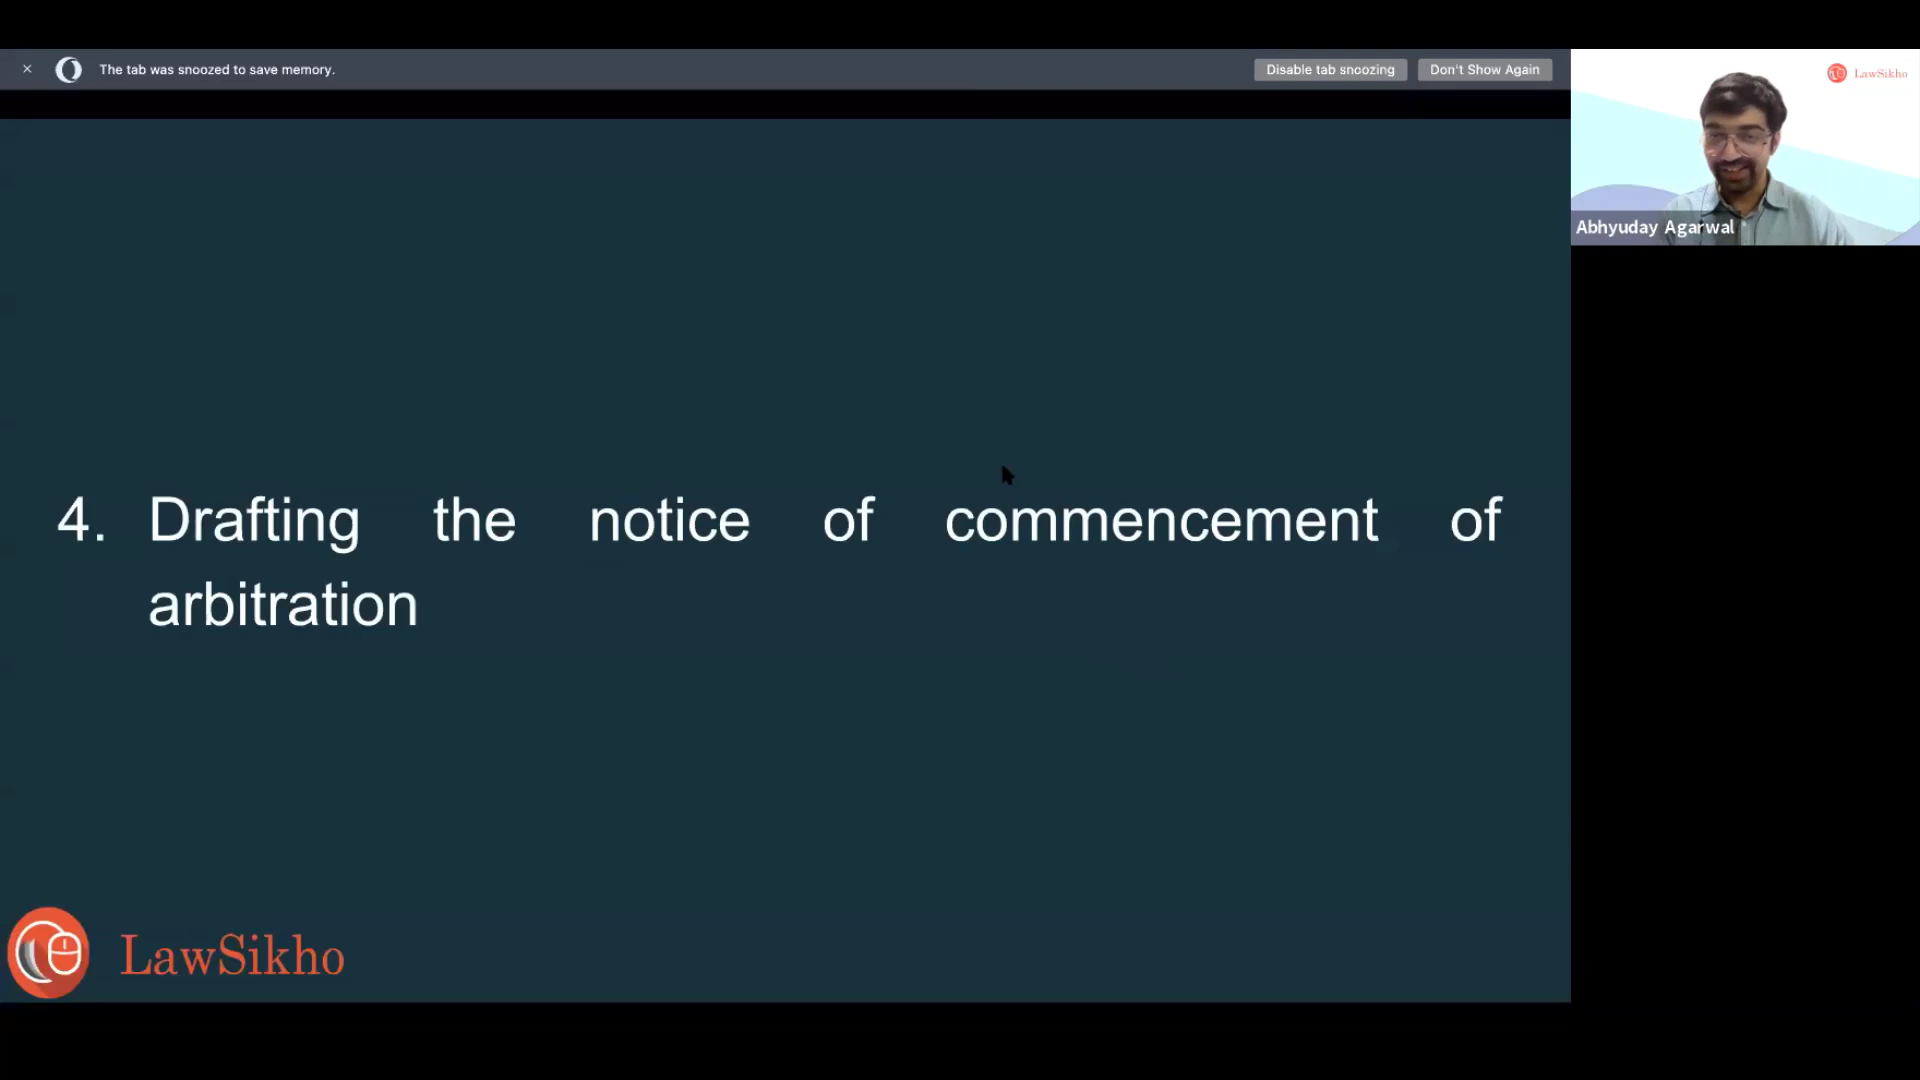 × The tab was snoozed to save memory. Disable tab snoozing Don't Show Again
LawSikho
Abhyuday Agarwal
4. Drafting the notice of commencement of
arbitration
LawSikho